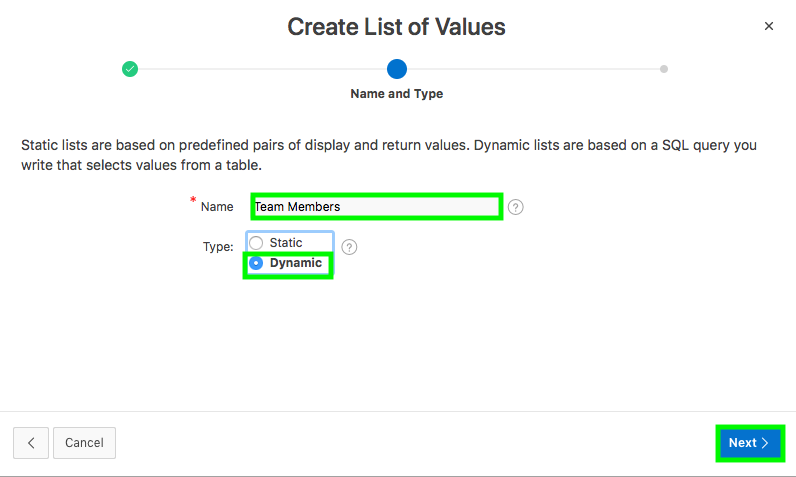 Create List of Values
×
Name and Type
Static lists are based on predefined pairs of display and return values. Dynamic lists are based on a SQL query you
write that selects values from a table.
* Name Team Members ?
Type: Static ?
Dynamic
Cancel
Next